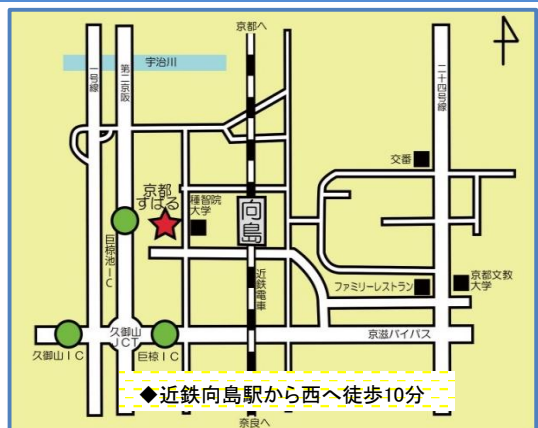 京都へ
宇治川
一号線
第二京阪
二十四号線
交番
京都
すばる
種智院
大学
向島
巨椋池IC
近鉄電車
ファミリーレストラン
京都文教
大学
久御山
JCT
京滋バイパス
久御山IC
巨椋IC
◆近鉄向島駅から西へ徒歩10分
奈良へ